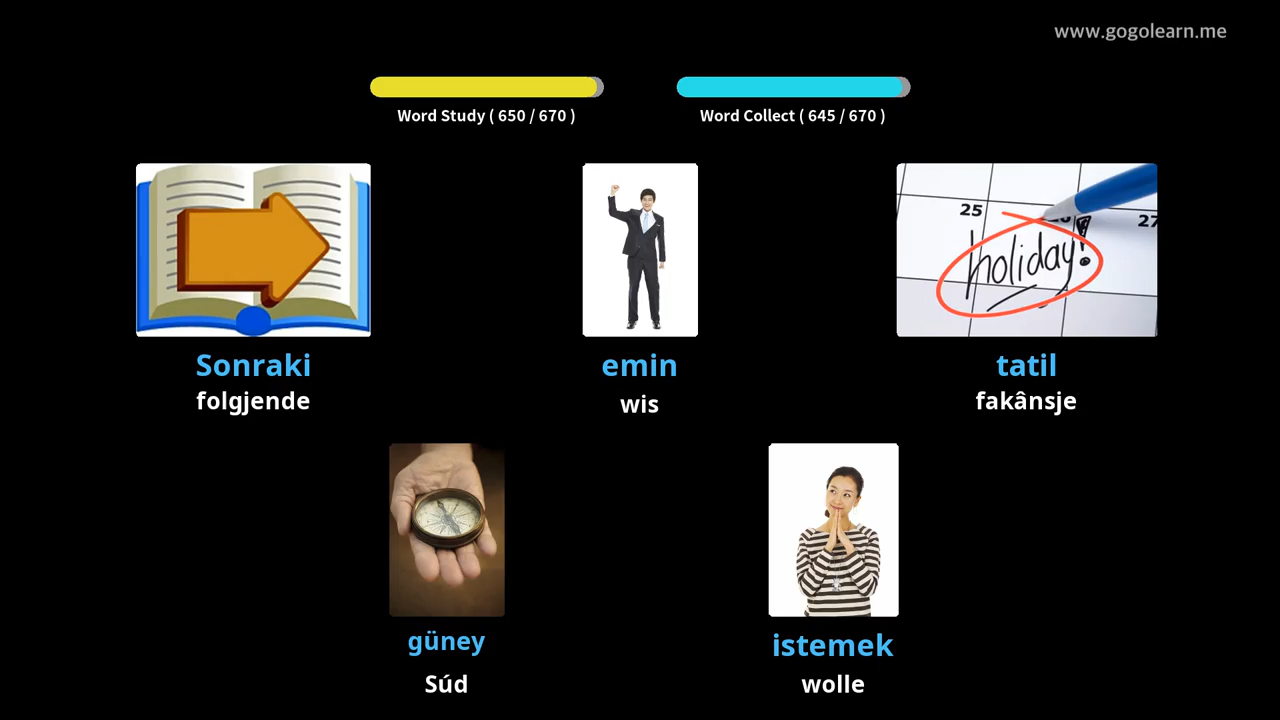 www.gogolearn.me
Word Study ( 650 / 670 )
Word Collect ( 645 / 670 )
25
27
holiday!
Sonraki
folgjende
emin
wis
tatil
fakânsje
güney
Súd
istemek
wolle